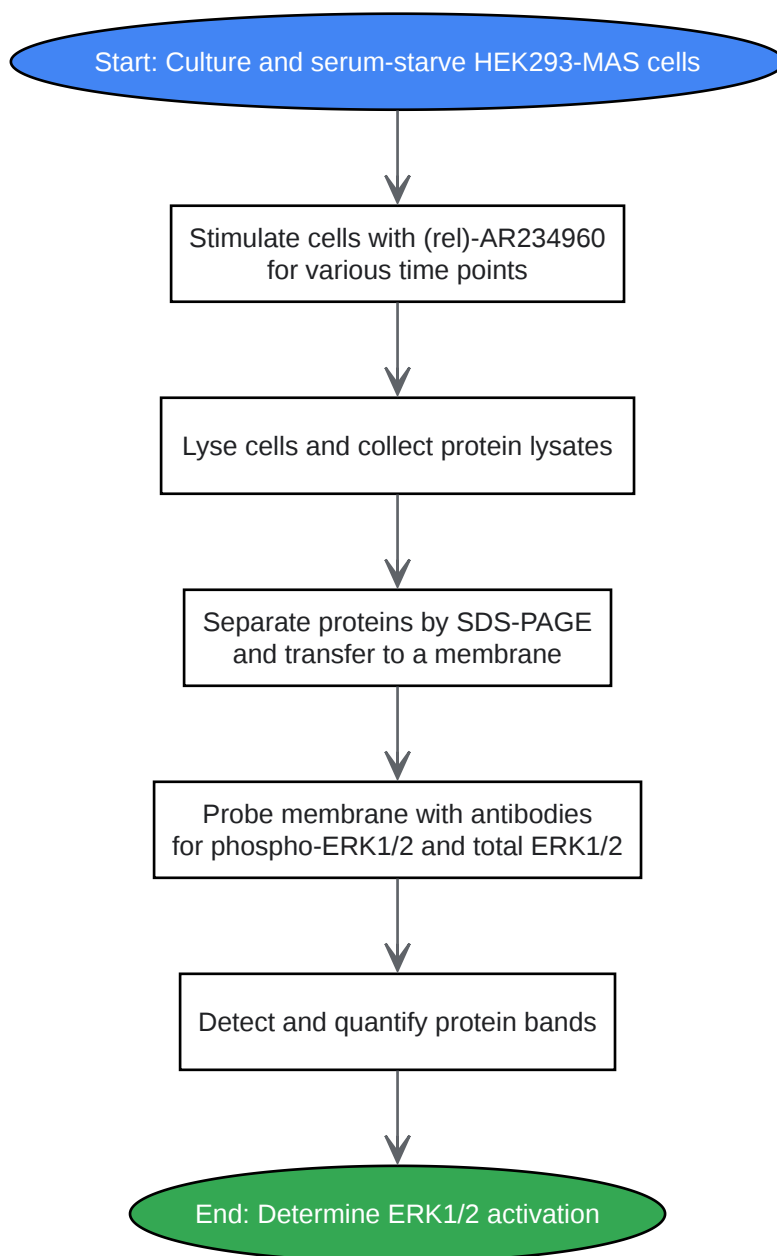 Start: Culture and serum-starve HEK293-MAS cells
Stimulate cells with (rel)-AR234960
for various time points
Lyse cells and collect protein lysates
Separate proteins by SDS-PAGE
and transfer to a membrane
Probe membrane with antibodies
for phospho-ERK1/2 and total ERK1/2
Detect and quantify protein bands
End: Determine ERK1/2 activation